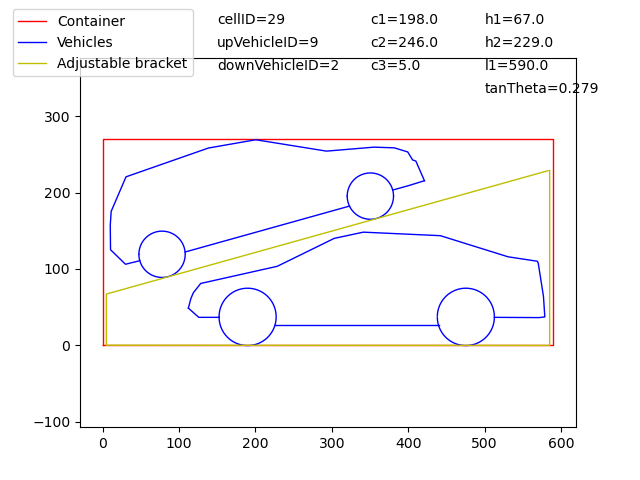 Container
Vehicles
Adjustable bracket
cellID=29 c1=198.0 h1=67.0
upVehicleID=9 c2=246.0 h2=229.0
downVehicleID=2 c3=5.0 l1=590.0
tanTheta=0.279
300
200
100
0
−100
0 100 200 300 400 500 600